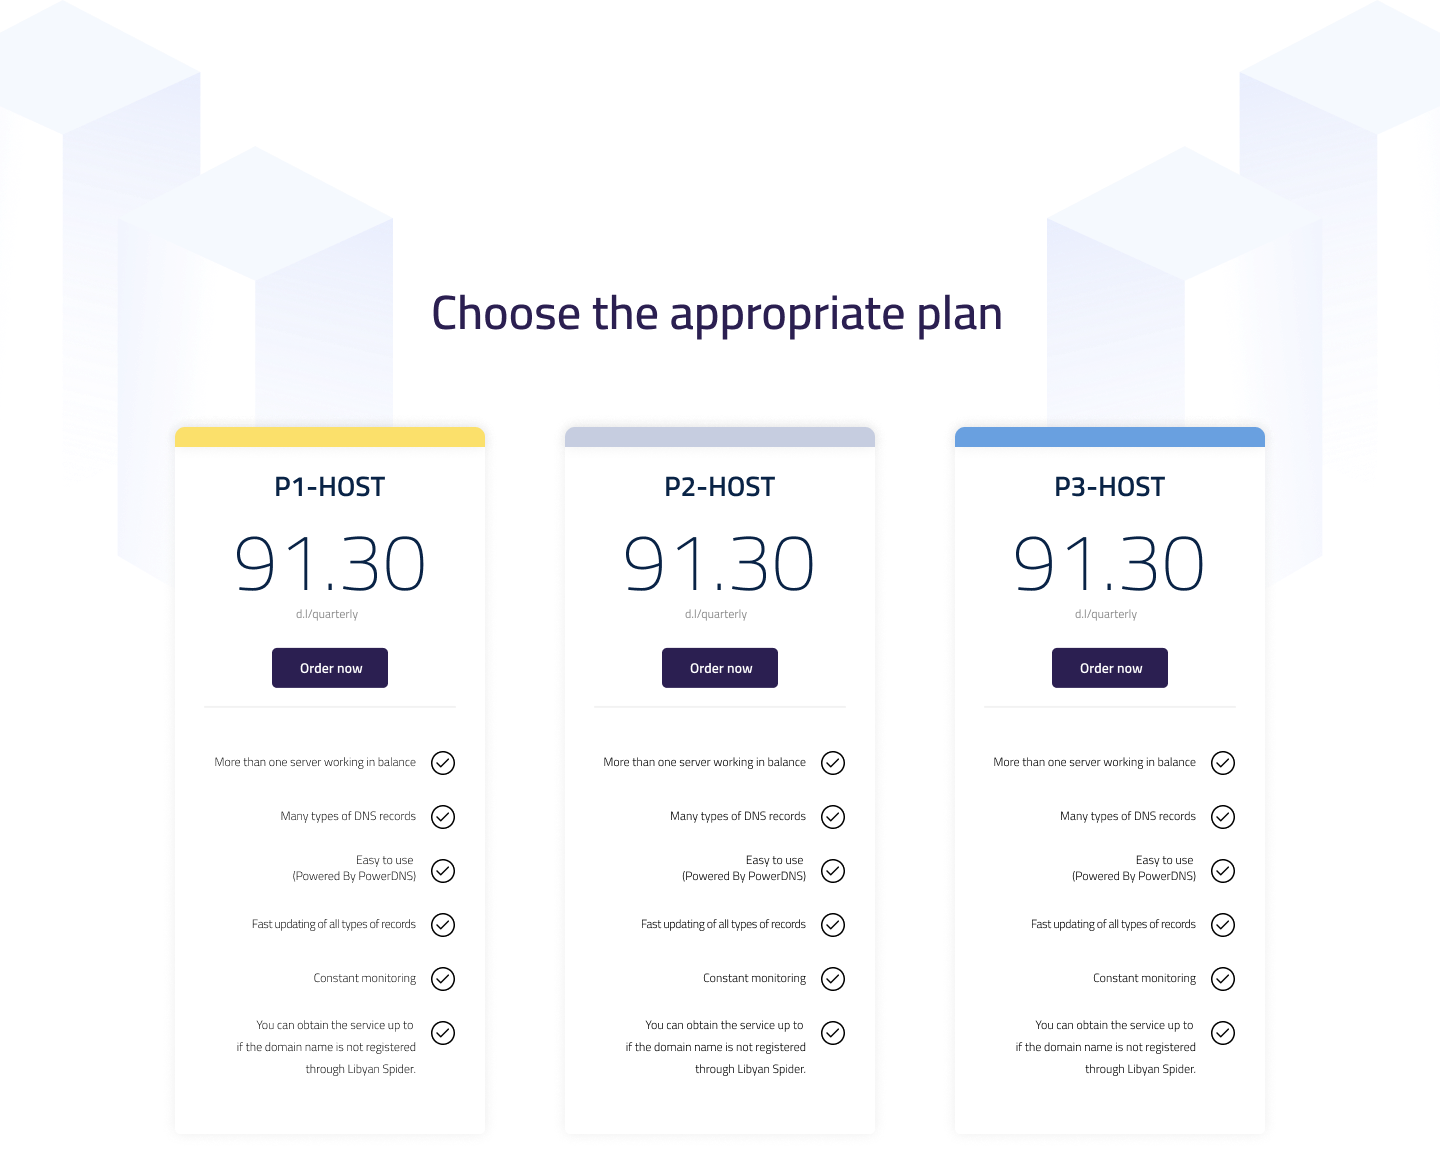 Choose the appropriate plan
P1-HOST
91.30
d.l/quarterly
Order now
More than one server working in balance
Many types of DNS records
Easy to use
(Powered By PowerDNS)
Fast updating of all types of records
Constant monitoring
You can obtain the service up to
if the domain name is not registered
through Libyan Spider.
P2-HOST
91.30
d.l/quarterly
Order now
More than one server working in balance
Many types of DNS records
Easy to use
(Powered By PowerDNS)
Fast updating of all types of records
Constant monitoring
You can obtain the service up to
if the domain name is not registered
through Libyan Spider.
P3-HOST
91.30
d.l/quarterly
Order now
More than one server working in balance
Many types of DNS records
Easy to use
(Powered By PowerDNS)
Fast updating of all types of records
Constant monitoring
You can obtain the service up to
if the domain name is not registered
through Libyan Spider.